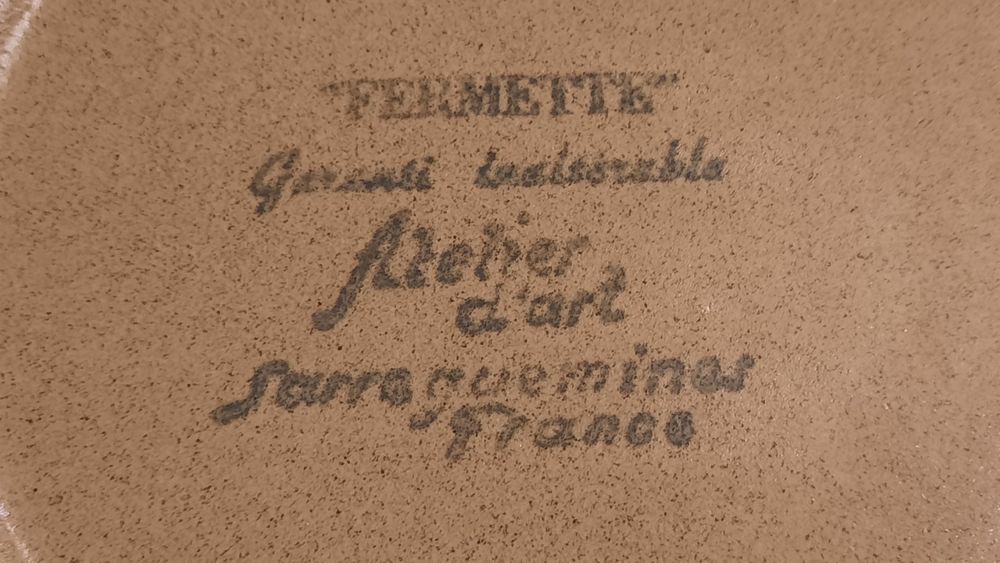 "FERMETTE"
Garanti inaltérable
Atelier
d'art
Sarreguemines
France